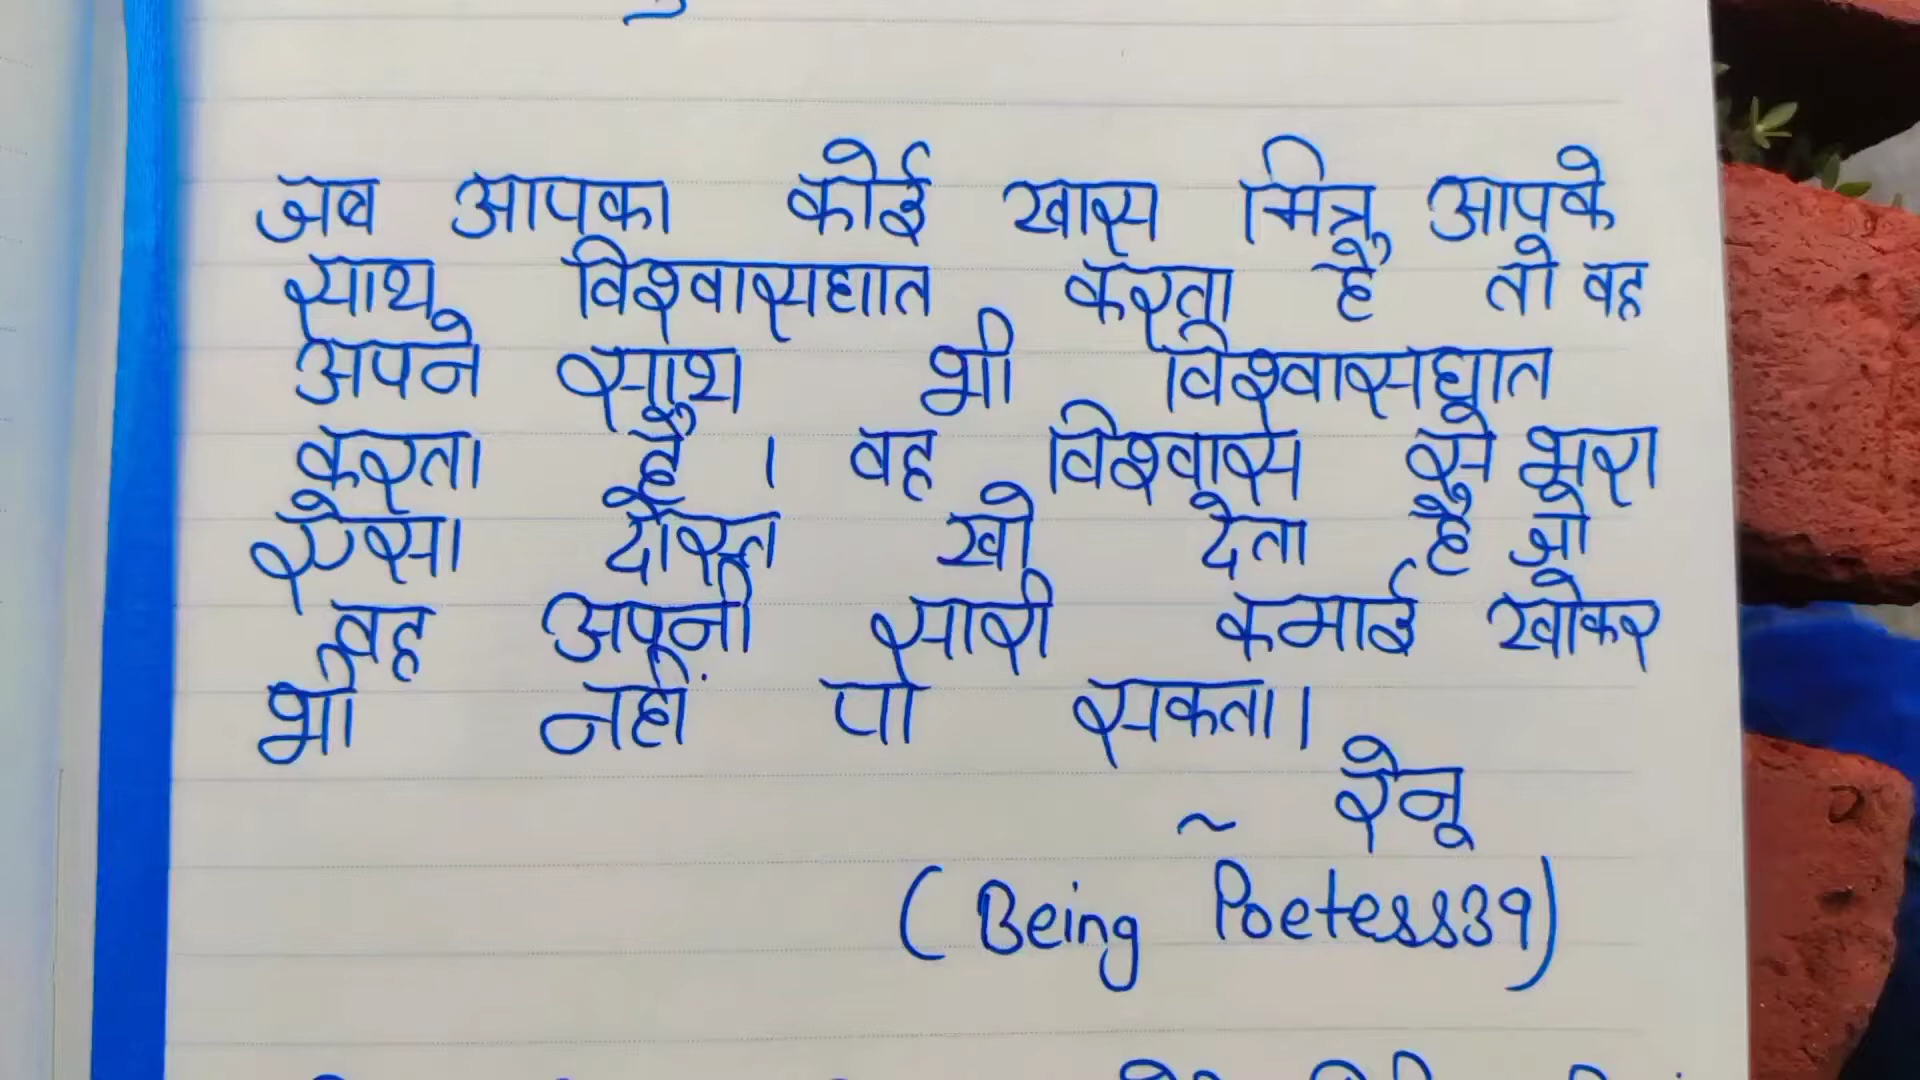 जब आपका कोई खास मित्र आपके
साथ विश्वासघात करता है तो वह
अपने साथ भी विश्वासघात
करता है । वह विश्वास से भरा
ऐसा दोस्त खो देता है जो
वह अपनी सारी कमाई खोकर
भी नहीं पा सकता।
~ रेनू
(Being Poetess39)